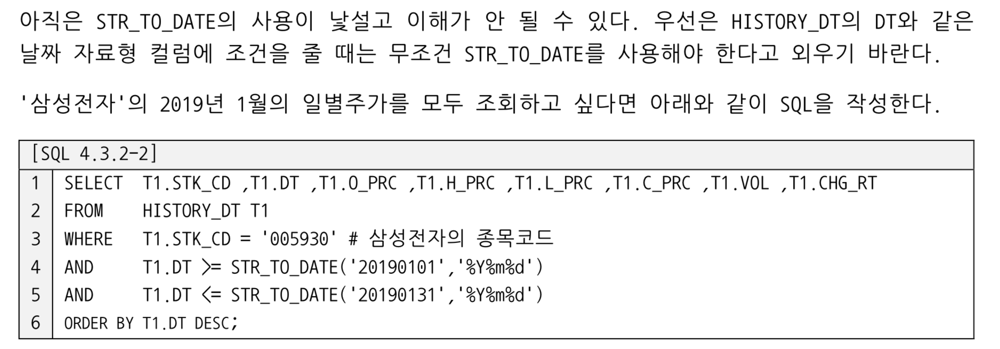 아직은 STR_TO_DATE의 사용이 낯설고 이해가 안 될 수 있다. 우선은 HISTORY_DT의 DT와 같은
날짜 자료형 컬럼에 조건을 줄 때는 무조건 STR_TO_DATE를 사용해야 한다고 외우기 바란다.
'삼성전자'의 2019년 1월의 일별주가를 모두 조회하고 싶다면 아래와 같이 SQL을 작성한다.
[SQL 4.3.2-2]
1 SELECT T1.STK_CD ,T1.DT ,T1.O_PRC ,T1.H_PRC ,T1.L_PRC ,T1.C_PRC ,T1.VOL ,T1.CHG_RT
2 FROM HISTORY_DT T1
3 WHERE T1.STK_CD = '005930' # 삼성전자의 종목코드
4 AND T1.DT >= STR_TO_DATE('20190101','%Y%m%d')
5 AND T1.DT <= STR_TO_DATE('20190131','%Y%m%d')
6 ORDER BY T1.DT DESC;